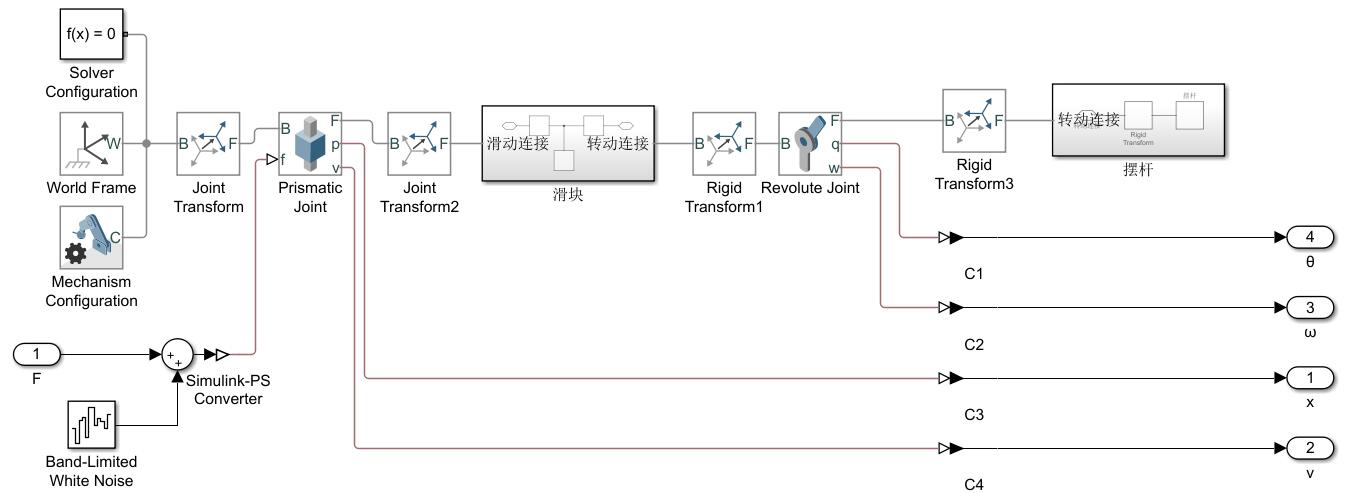 f(x) = 0
Solver
Configuration
World Frame
W
Mechanism
Configuration
C
B
F
Joint
Transform
B
f
F
p
v
Prismatic
Joint
B
F
Joint
Transform2
滑动连接
转动连接
滑块
B
F
Rigid
Transform1
B
F
q
w
Revolute Joint
B
F
Rigid
Transform3
转动连接
Rigid
Transform
摆杆
摆杆
C1
4
θ
C2
3
ω
1
F
+
+
Simulink-PS
Converter
C3
1
x
Band-Limited
White Noise
C4
2
v